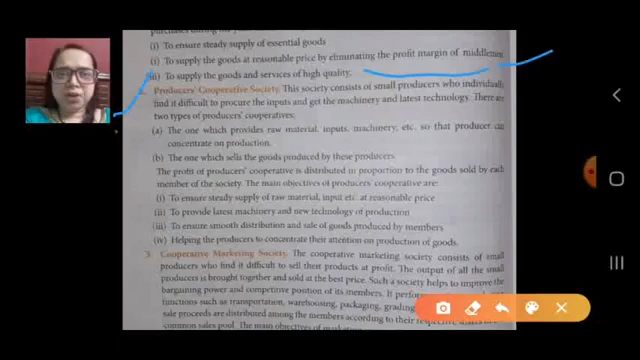 purchases during
(i) To ensure steady supply of essential goods
(i) To supply the goods at reasonable price by eliminating the profit margin of middlemen
(iii) To supply the goods and services of high quality.
Producers' Cooperative Society. This society consists of small producers who individually
find it difficult to procure the inputs and get the machinery and latest technology. There are
two types of producers' cooperatives:
(a) The one which provides raw material, inputs, machinery, etc. so that producer can
concentrate on production.
(b) The one which sells the goods produced by these producers.
The profit of producers' cooperative is distributed in proportion to the goods sold by each
member of the society. The main objectives of producers' cooperative are:
(i) To ensure steady supply of raw material, input etc. at reasonable price
(ii) To provide latest machinery and new technology of production
(iii) To ensure smooth distribution and sale of goods produced by members
(iv) Helping the producers to concentrate their attention on production of goods.
3. Cooperative Marketing Society. The cooperative marketing society consists of small
producers who find it difficult to sell their products at profit. The output of all the small
producers is brought together and sold at the best price. Such a society helps to improve the
bargaining power and competitive position of its members. It perform
functions such as transportation, warehousing, packaging, grading
sale proceeds are distributed among the members according to their respective
common sales pool. The main objectives of